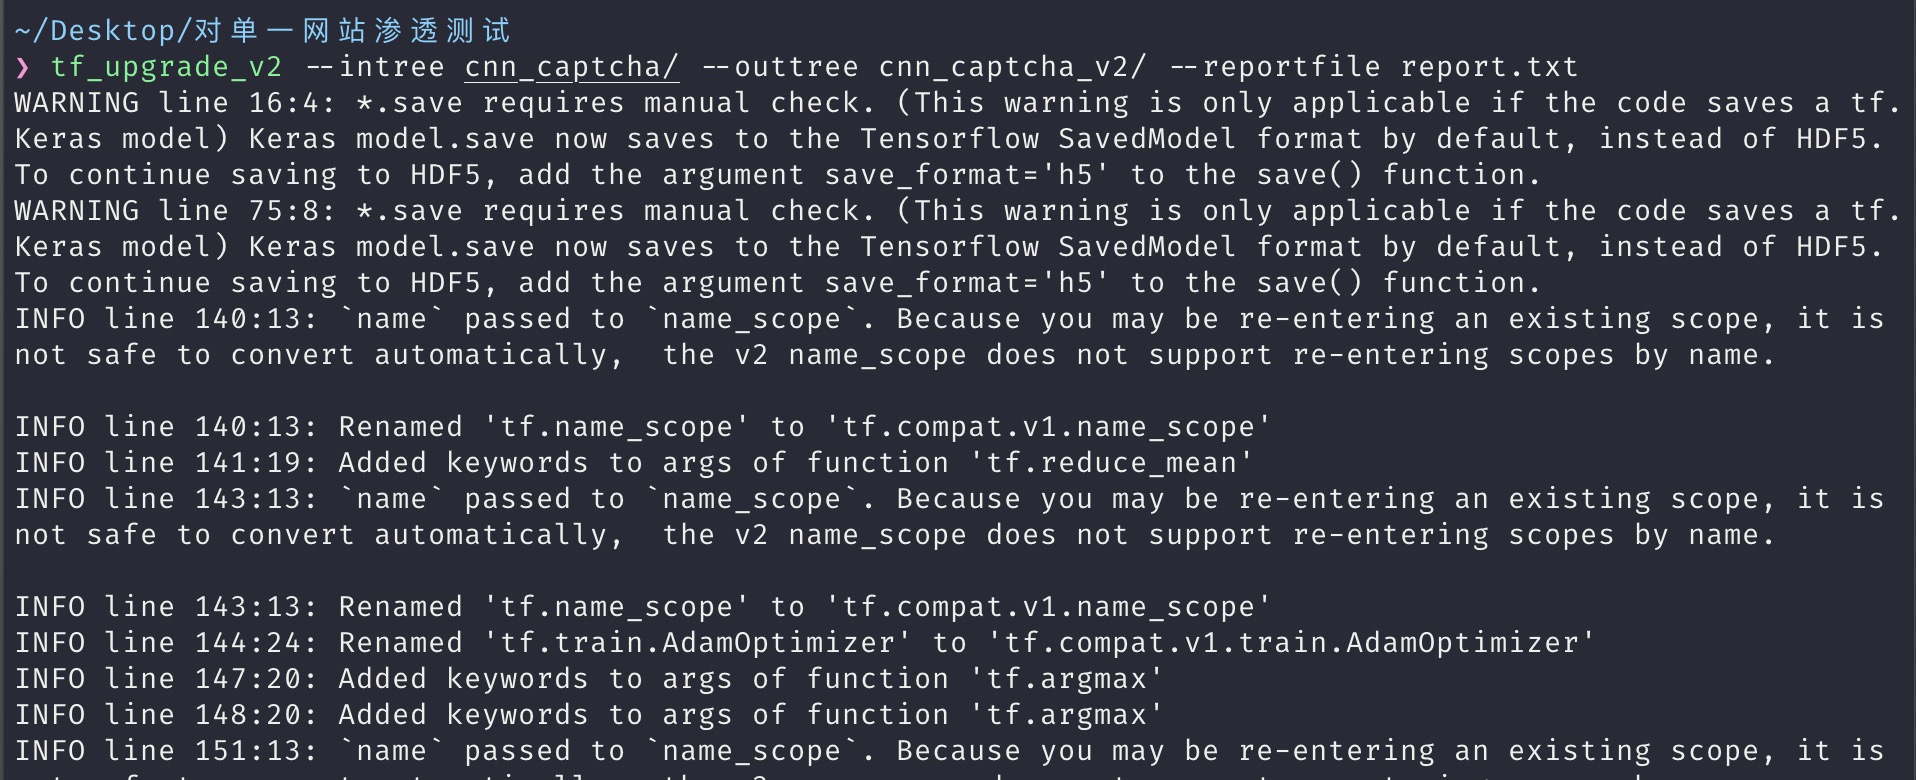 ~/Desktop/对单一网站渗透测试
❯ tf_upgrade_v2 --intree cnn_captcha/ --outtree cnn_captcha_v2/ --reportfile report.txt
WARNING line 16:4: *.save requires manual check. (This warning is only applicable if the code saves a tf.
Keras model) Keras model.save now saves to the Tensorflow SavedModel format by default, instead of HDF5.
To continue saving to HDF5, add the argument save_format='h5' to the save() function.
WARNING line 75:8: *.save requires manual check. (This warning is only applicable if the code saves a tf.
Keras model) Keras model.save now saves to the Tensorflow SavedModel format by default, instead of HDF5.
To continue saving to HDF5, add the argument save_format='h5' to the save() function.
INFO line 140:13: `name` passed to `name_scope`. Because you may be re-entering an existing scope, it is
not safe to convert automatically,  the v2 name_scope does not support re-entering scopes by name.

INFO line 140:13: Renamed 'tf.name_scope' to 'tf.compat.v1.name_scope'
INFO line 141:19: Added keywords to args of function 'tf.reduce_mean'
INFO line 143:13: `name` passed to `name_scope`. Because you may be re-entering an existing scope, it is
not safe to convert automatically,  the v2 name_scope does not support re-entering scopes by name.

INFO line 143:13: Renamed 'tf.name_scope' to 'tf.compat.v1.name_scope'
INFO line 144:24: Renamed 'tf.train.AdamOptimizer' to 'tf.compat.v1.train.AdamOptimizer'
INFO line 147:20: Added keywords to args of function 'tf.argmax'
INFO line 148:20: Added keywords to args of function 'tf.argmax'
INFO line 151:13: `name` passed to `name_scope`. Because you may be re-entering an existing scope, it is